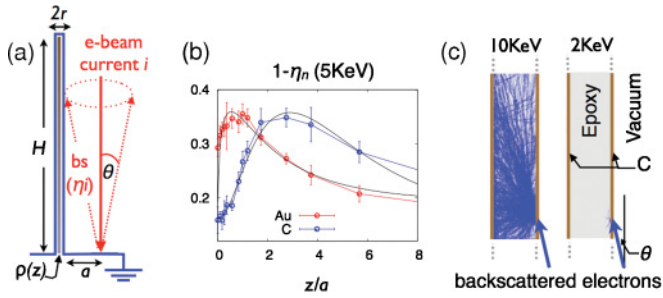 (a)
2r
e-beam
current i
H
bs
(ηi)
θ
ρ(z)
a
(b)
1-ηn (5KeV)
0.4
0.3
0.2
Au
C
0 2 4 6 8
z/a
(c)
10KeV 2KeV
Epoxy
Vacuum
C
θ
backscattered electrons